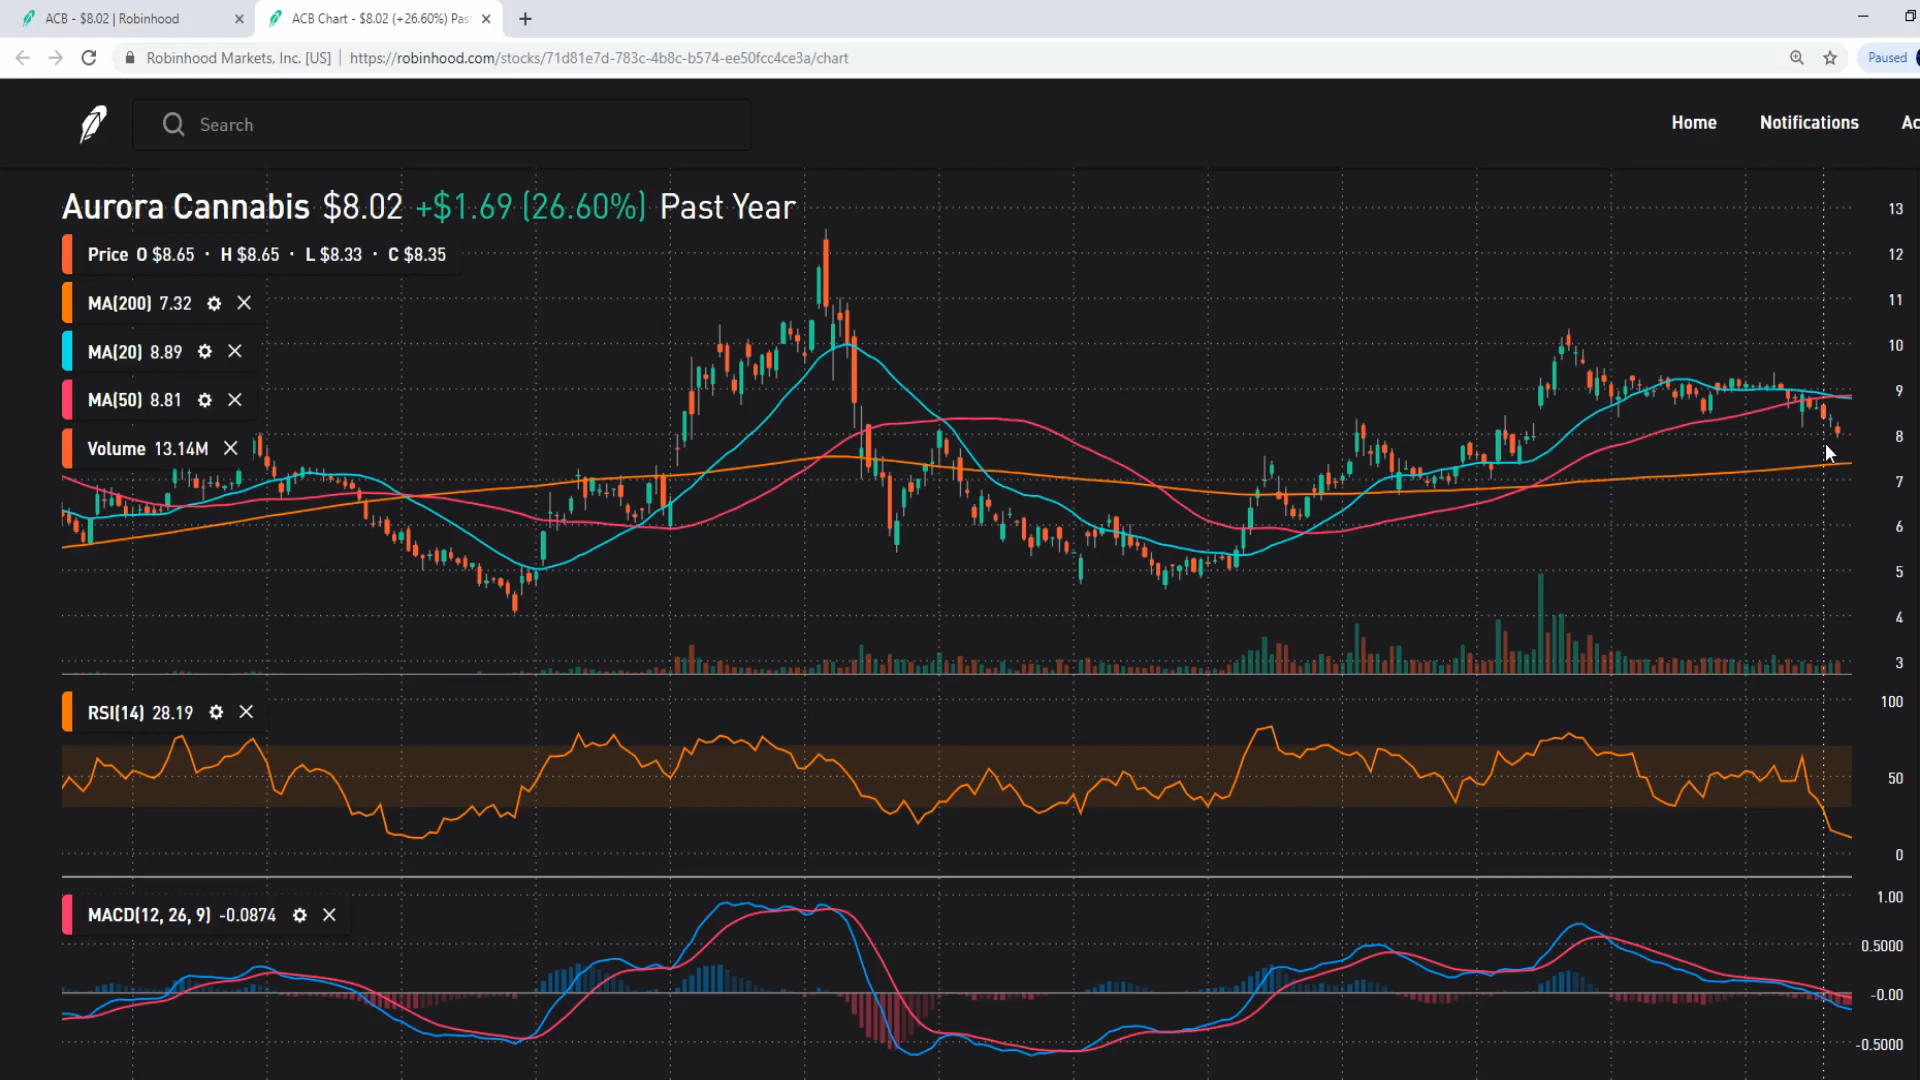 ACB - $8.02 | Robinhood
ACB Chart - $8.02 (+26.60%) Pas
Robinhood Markets, Inc. [US] | https://robinhood.com/stocks/71d81e7d-783c-4b8c-b574-ee50fcc4ce3a/chart
Paused
Search
Home
Notifications
Ac
Aurora Cannabis $8.02 +$1.69 (26.60%) Past Year
Price O $8.65 · H $8.65 · L $8.33 · C $8.35
MA(200) 7.32
MA(20) 8.89
MA(50) 8.81
Volume 13.14M
13
12
11
10
9
8
7
6
5
4
3
RSI(14) 28.19
100
50
0
MACD(12, 26, 9) -0.0874
1.00
0.5000
-0.00
-0.5000